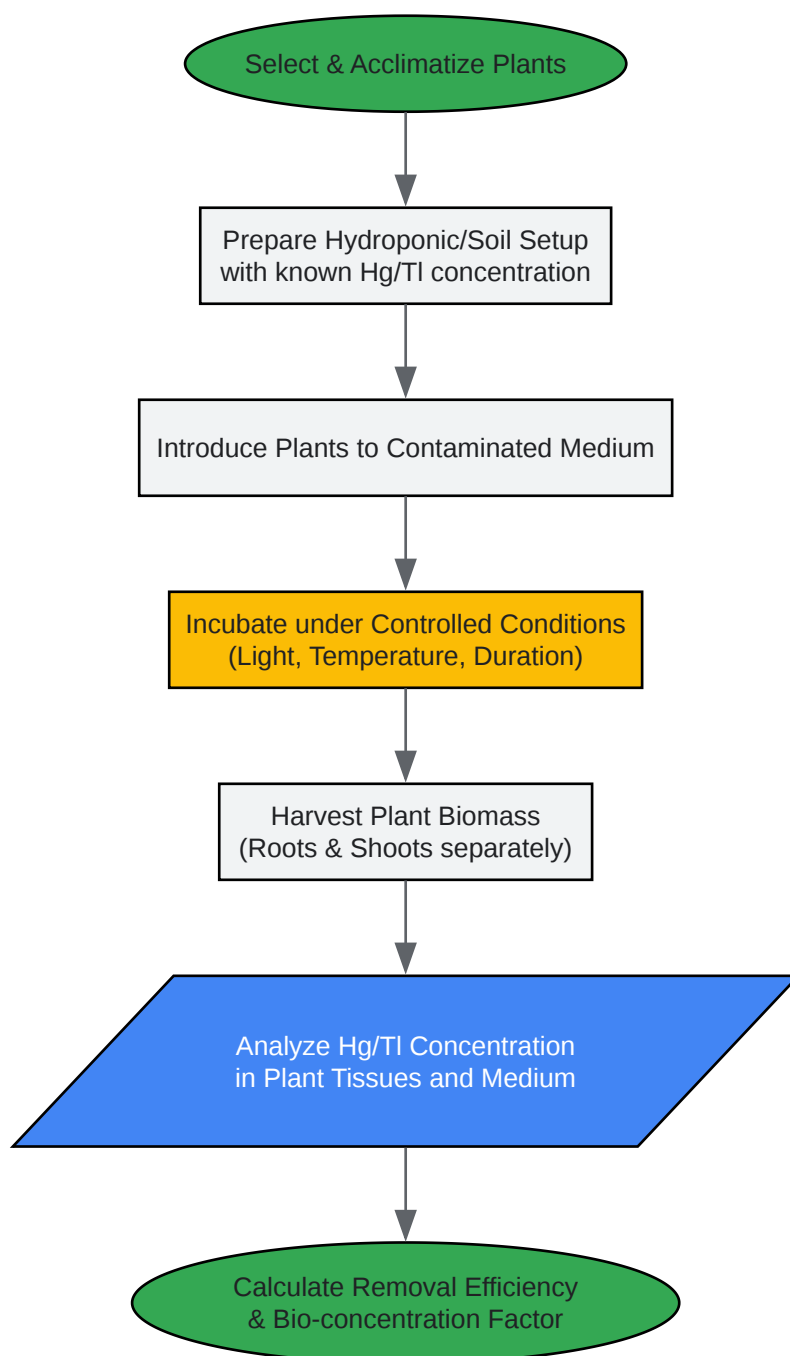 Select & Acclimatize Plants
Prepare Hydroponic/Soil Setup
with known Hg/Tl concentration
Introduce Plants to Contaminated Medium
Incubate under Controlled Conditions
(Light, Temperature, Duration)
Harvest Plant Biomass
(Roots & Shoots separately)
Analyze Hg/Tl Concentration
in Plant Tissues and Medium
Calculate Removal Efficiency
& Bio-concentration Factor